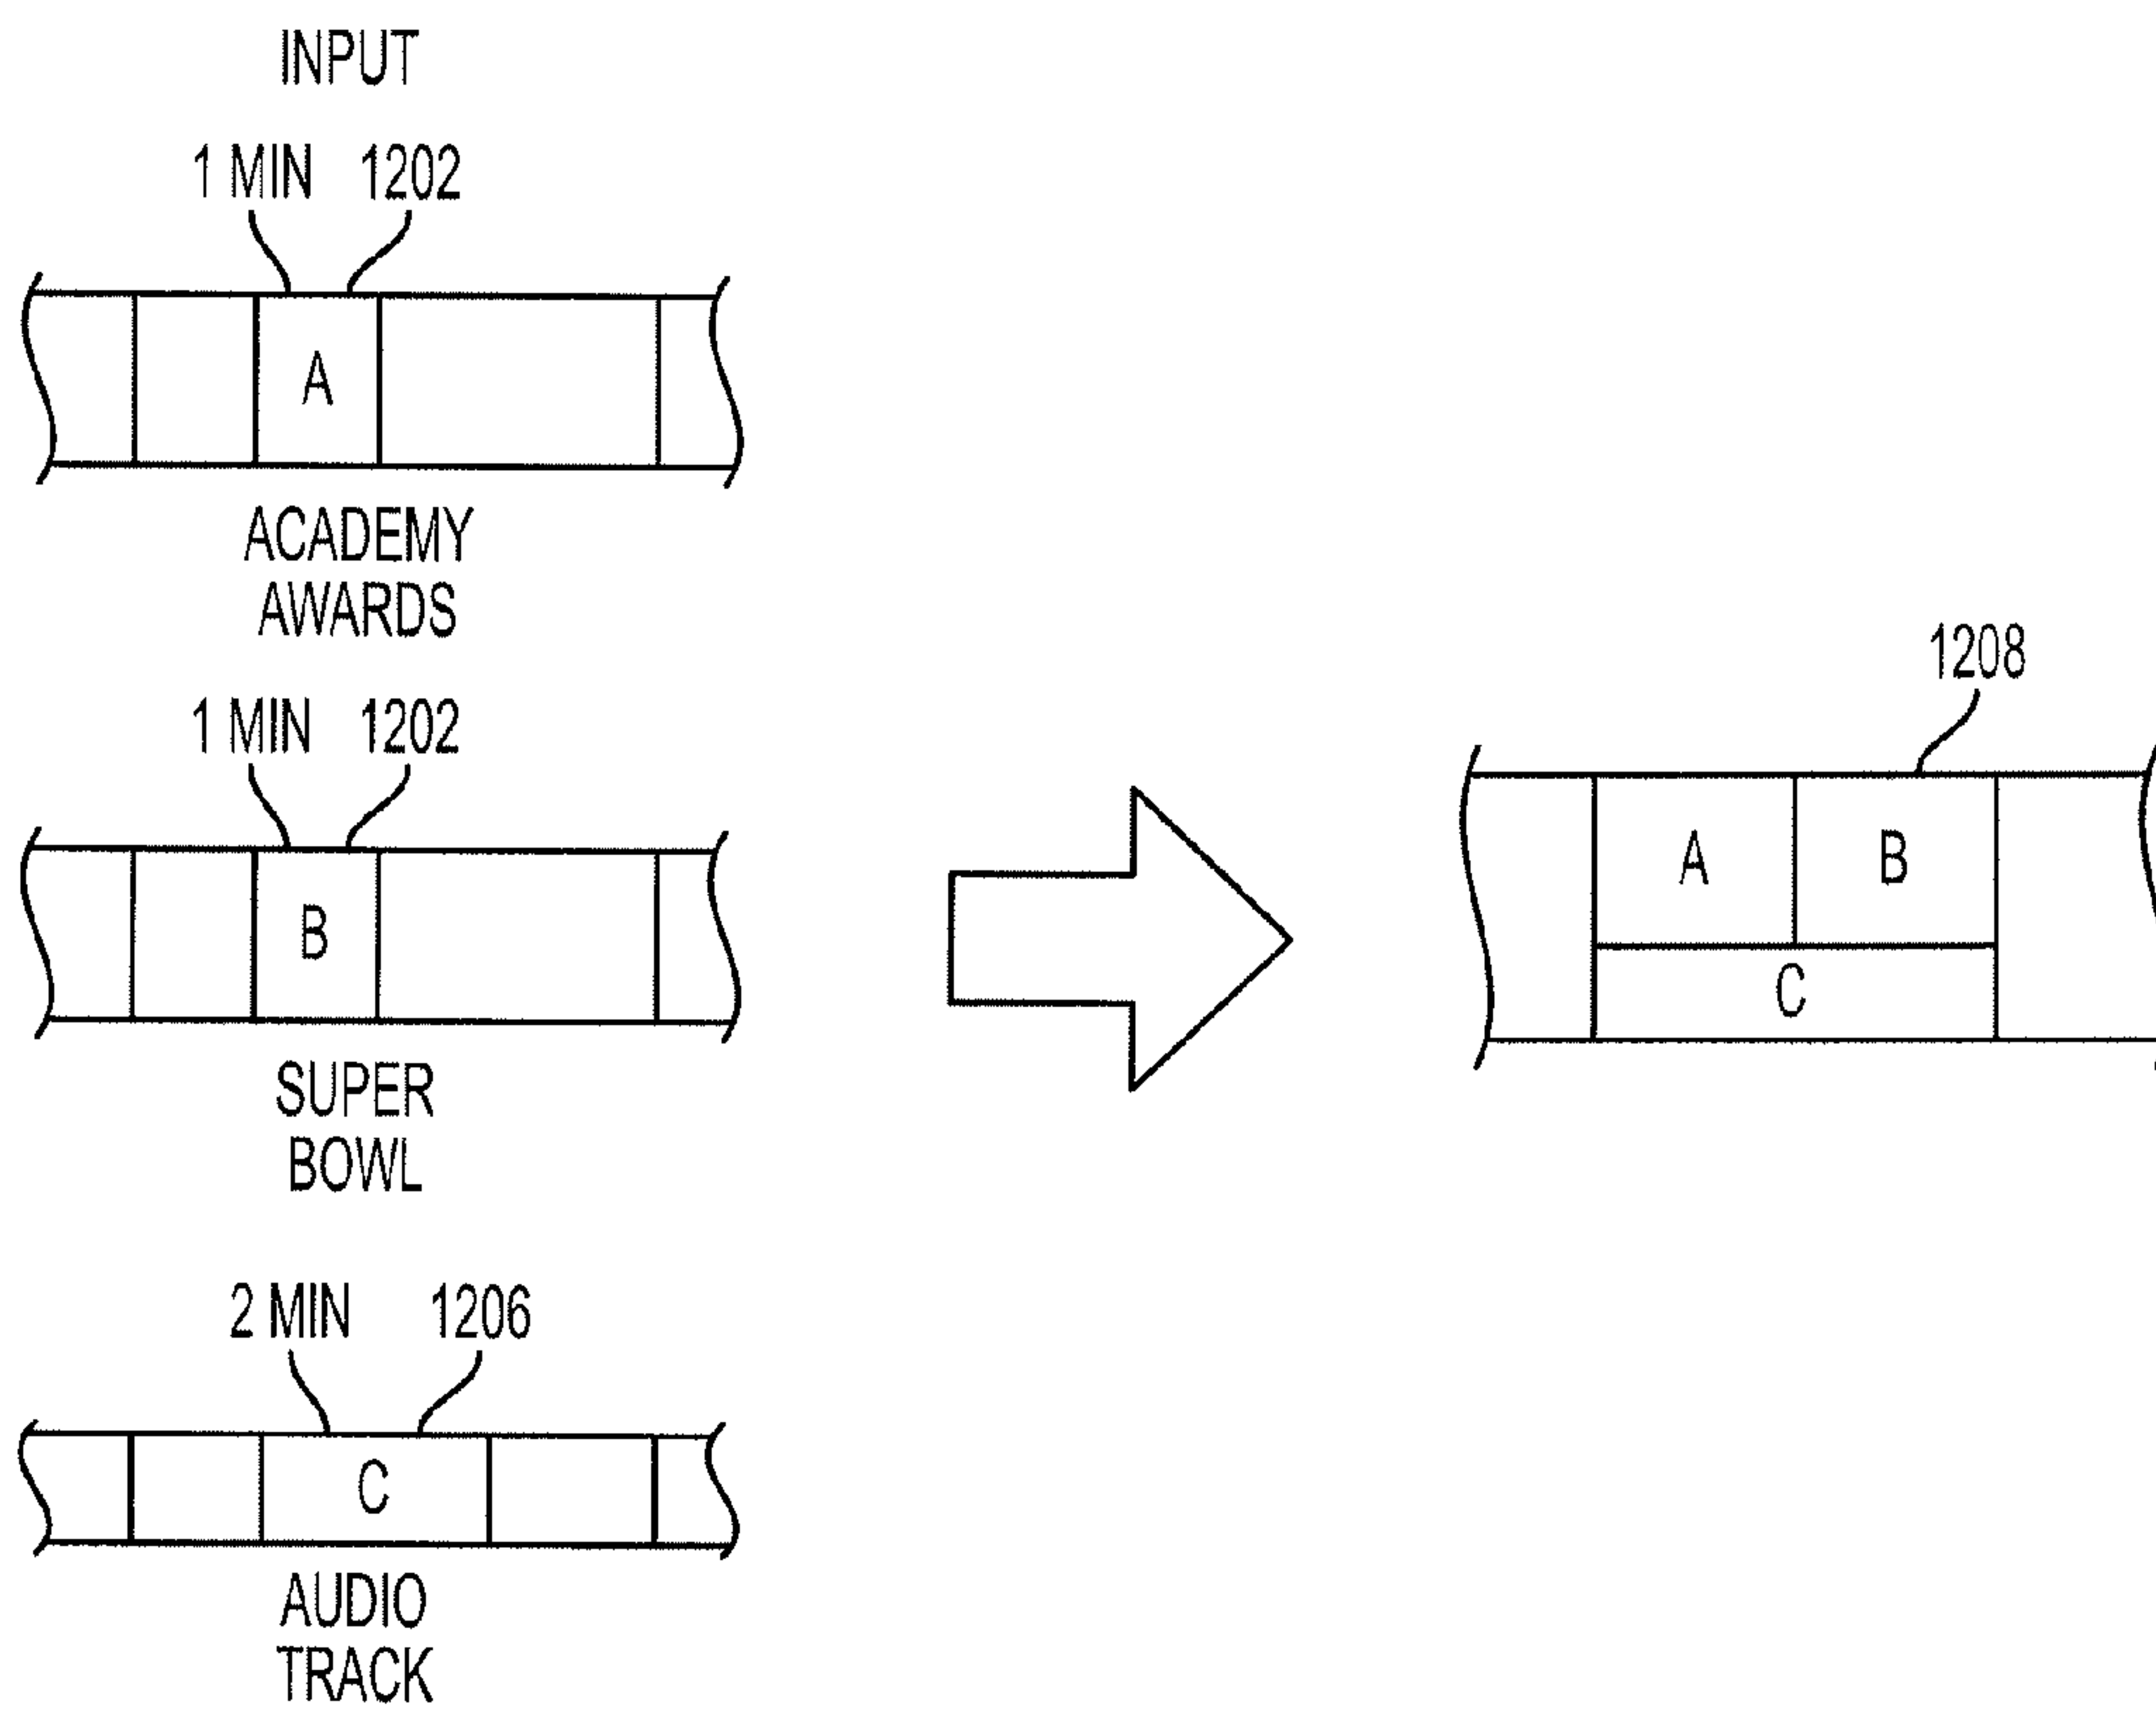 INPUT
1 MIN 1202
A
ACADEMY
AWARDS
1 MIN 1202
B
SUPER
BOWL
2 MIN 1206
C
AUDIO
TRACK
1208
A B
C